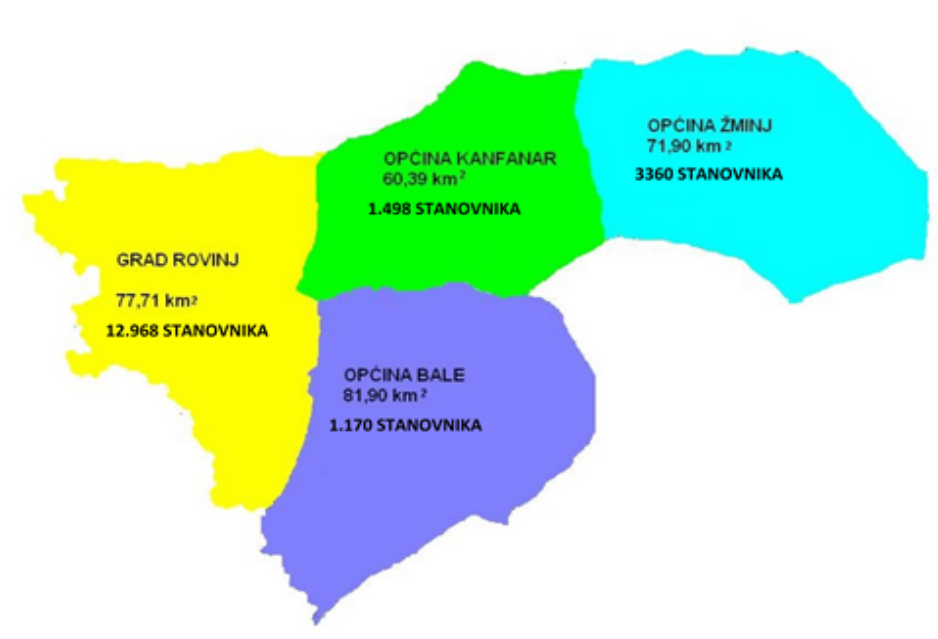 OPĆINA ŽMINJ
71,90 km²
3360 STANOVNIKA
OPĆINA KANFANAR
60,39 km²
1.498 STANOVNIKA
GRAD ROVINJ
77,71 km²
12.968 STANOVNIKA
OPĆINA BALE
81,90 km²
1.170 STANOVNIKA